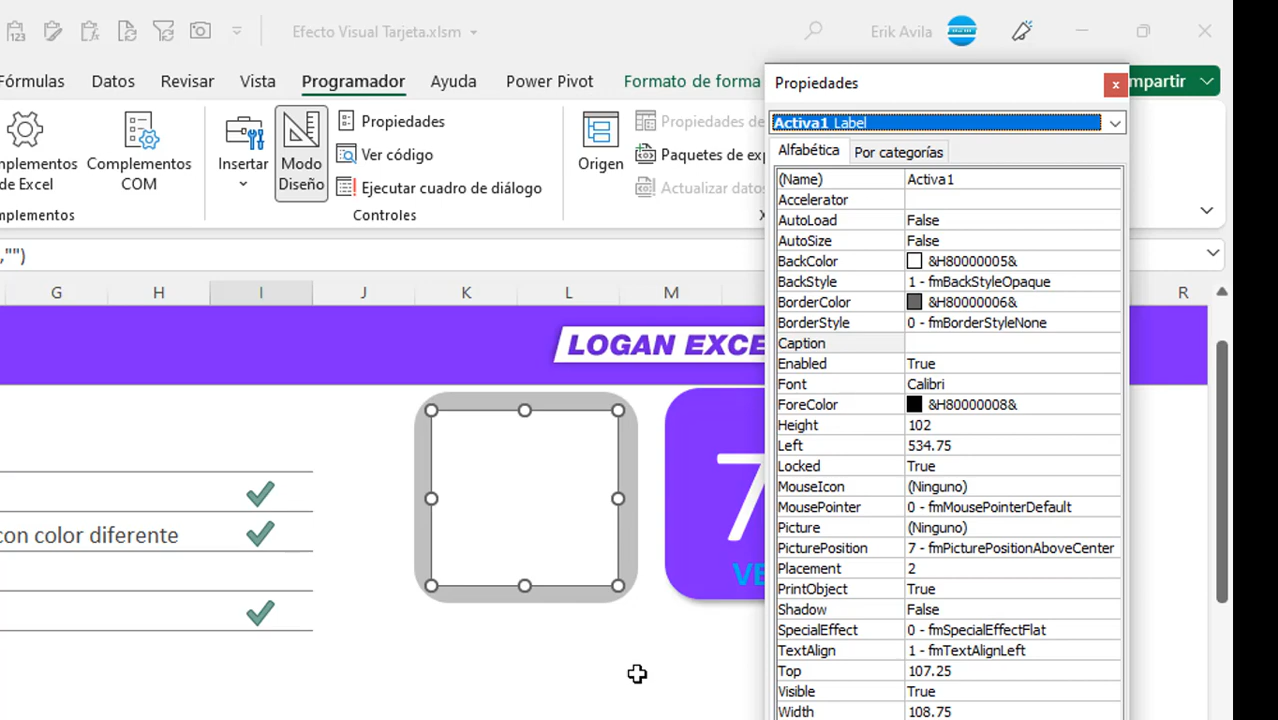 Efecto Visual Tarjeta.xlsm
Erik Avila
Fórmulas Datos Revisar Vista Programador Ayuda Power Pivot Formato de forma
mpartir
mplementos
de Excel
Complementos
COM
mplementos
Insertar
Modo
Diseño
Propiedades
Ver código
Ejecutar cuadro de diálogo
Controles
Origen
Propiedades de
Paquetes de exp
Actualizar datos
X
,"")
G H I J K L M R
LOGAN EXCE
con color diferente
7
VE
Propiedades
x
Activa1 Label
Alfabética Por categorías
(Name) Activa1
Accelerator
AutoLoad False
AutoSize False
BackColor &H80000005&
BackStyle 1 - fmBackStyleOpaque
BorderColor &H80000006&
BorderStyle 0 - fmBorderStyleNone
Caption
Enabled True
Font Calibri
ForeColor &H80000008&
Height 102
Left 534.75
Locked True
MouseIcon (Ninguno)
MousePointer 0 - fmMousePointerDefault
Picture (Ninguno)
PicturePosition 7 - fmPicturePositionAboveCenter
Placement 2
PrintObject True
Shadow False
SpecialEffect 0 - fmSpecialEffectFlat
TextAlign 1 - fmTextAlignLeft
Top 107.25
Visible True
Width 108.75